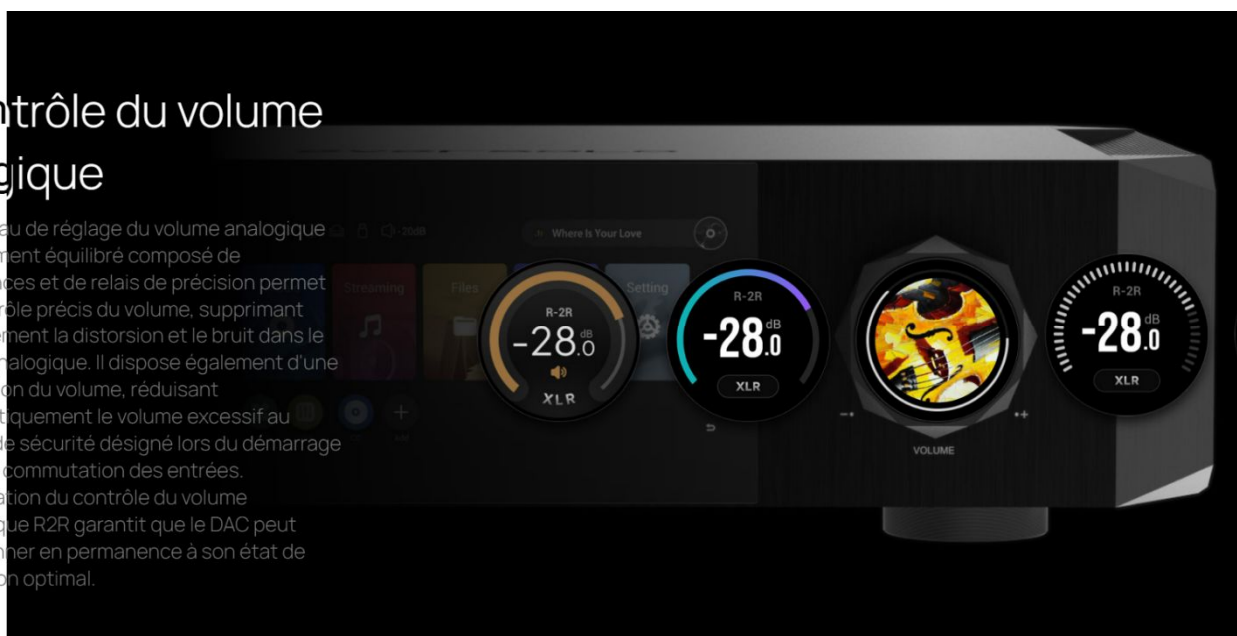 ntrôle du volume
gique
au de réglage du volume analogique
ment équilibré composé de
ces et de relais de précision permet
rôle précis du volume, supprimant
ement la distorsion et le bruit dans le
nalogique. Il dispose également d'une
on du volume, réduisant
tiquement le volume excessif au
de sécurité désigné lors du démarrage
commutation des entrées.
ation du contrôle du volume
que R2R garantit que le DAC peut
nner en permanence à son état de
on optimal.
-20dB
Where Is Your Love
Streaming
Files
Setting
R-2R
-28.0 dB
XLR
R-2R
-28.0 dB
XLR
VOLUME
R-2R
-28.0 dB
XLR